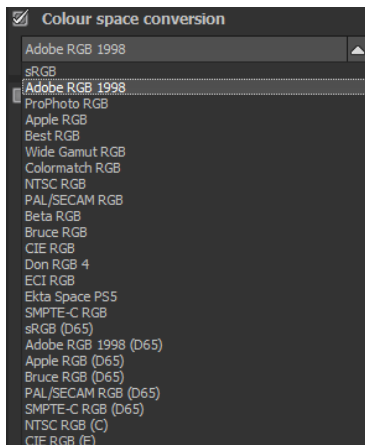 Colour space conversion
Adobe RGB 1998
sRGB
Adobe RGB 1998
ProPhoto RGB
Apple RGB
Best RGB
Wide Gamut RGB
Colormatch RGB
NTSC RGB
PAL/SECAM RGB
Beta RGB
Bruce RGB
CIE RGB
Don RGB 4
ECI RGB
Ekta Space PS5
SMPTE-C RGB
sRGB (D65)
Adobe RGB 1998 (D65)
Apple RGB (D65)
Bruce RGB (D65)
PAL/SECAM RGB (D65)
SMPTE-C RGB (D65)
NTSC RGB (C)
CIE RGB (E)